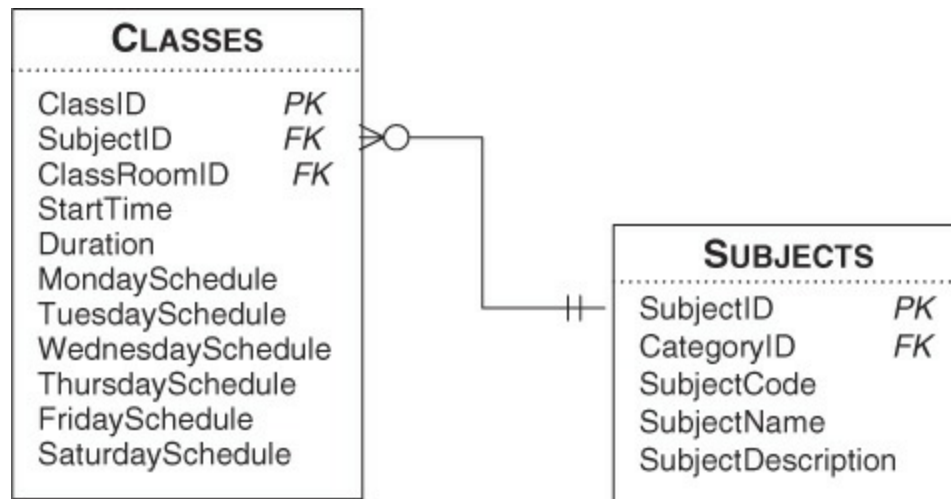 CLASSES
ClassID PK
SubjectID FK
ClassRoomID FK
StartTime
Duration
MondaySchedule
TuesdaySchedule
WednesdaySchedule
ThursdaySchedule
FridaySchedule
SaturdaySchedule
SUBJECTS
SubjectID PK
CategoryID FK
SubjectCode
SubjectName
SubjectDescription